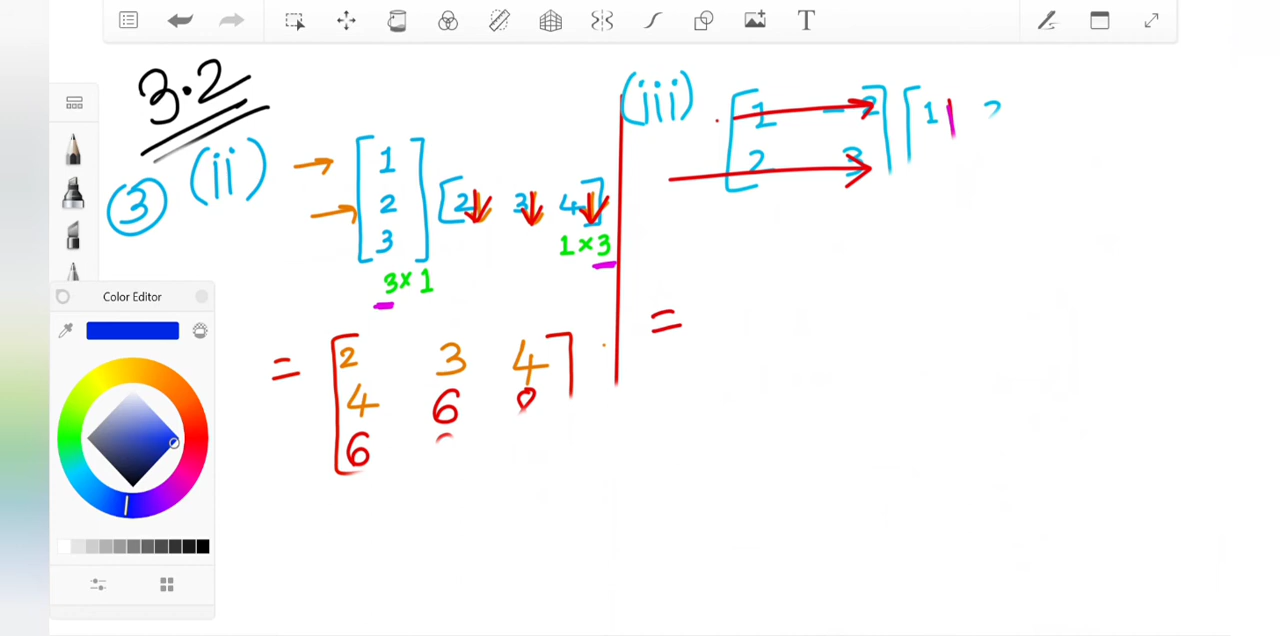 3.2
(iii)
[1 -2
2 3] [1
(ii)
③
[1
2
3] [2 3 4]
1×3
3×1
Color Editor
= [2 3 4]
4 6
6
=